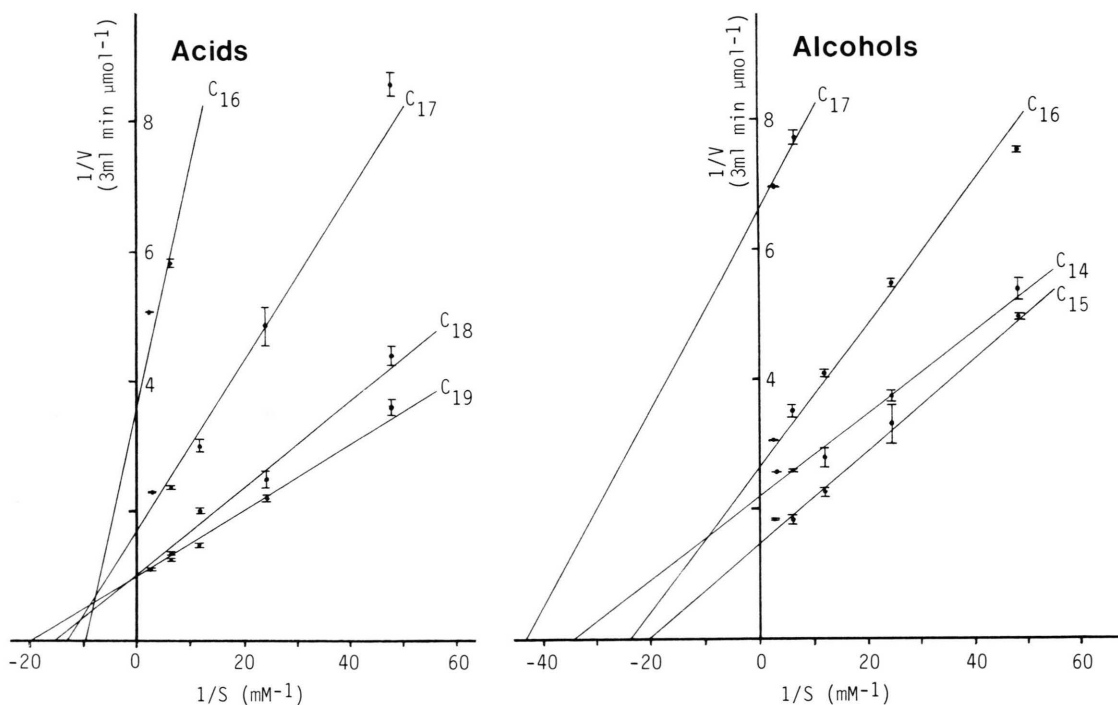 Acids
1/V
(3ml min μmol-1)
8
6
4
C16
C17
C18
C19
-20
0
20
40
60
1/S (mM-1)
Alcohols
1/V
(3ml min μmol-1)
8
6
4
C17
C16
C14
C15
-40
-20
0
20
40
60
1/S (mM-1)